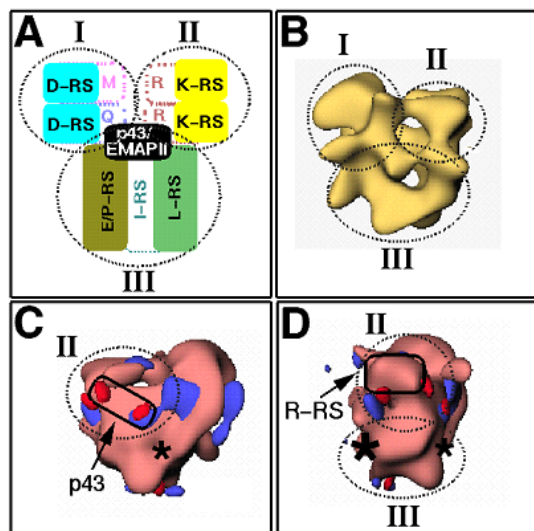 A
I
II
D-RS M R K-RS
D-RS Q R K-RS
p43/
EMAPII
E/P-RS
I-RS
L-RS
III
B
I
II
III
C
II
p43
*
D
II
R-RS
*
*
III